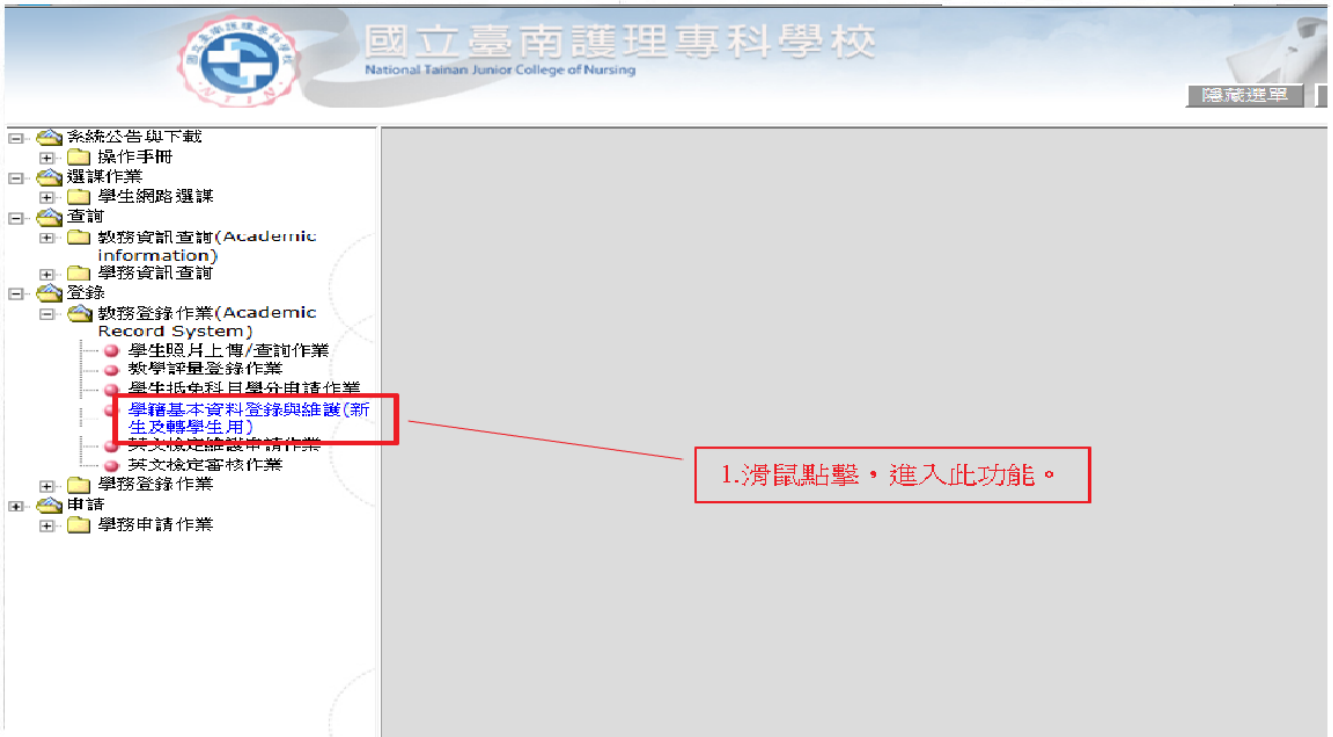 國立臺南護理專科學校
National Tainan Junior College of Nursing
NTIN
隱藏選單
系統公告與下載
操作手冊
選課作業
學生網路選課
查詢
教務資訊查詢(Academic
information)
學務資訊查詢
登錄
教務登錄作業(Academic
Record System)
學生照片上傳/查詢作業
教學評量登錄作業
學生抵免科目學分申請作業
學籍基本資料登錄與維護(新
生及轉學生用)
英文檢定維護申請作業
英文檢定審核作業
學務登錄作業
申請
學務申請作業
1.滑鼠點擊，進入此功能。